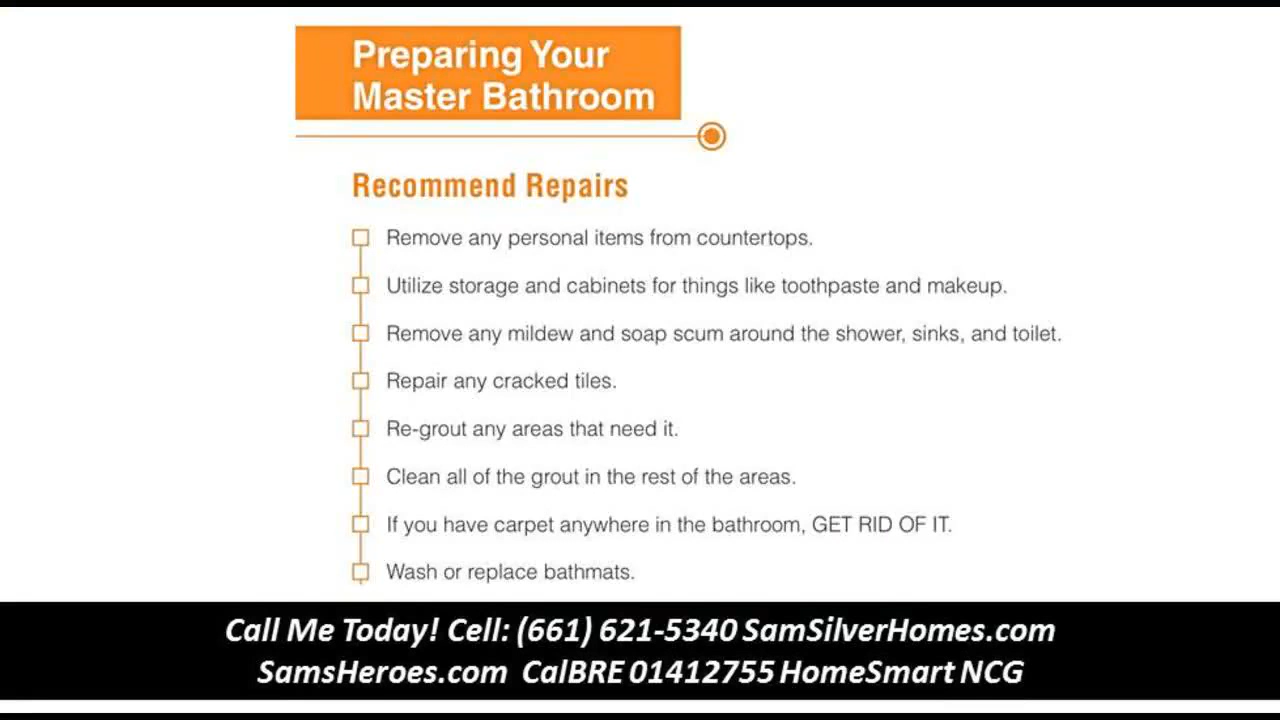 Preparing Your
Master Bathroom
Recommend Repairs
Remove any personal items from countertops.
Utilize storage and cabinets for things like toothpaste and makeup.
Remove any mildew and soap scum around the shower, sinks, and toilet.
Repair any cracked tiles.
Re-grout any areas that need it.
Clean all of the grout in the rest of the areas.
If you have carpet anywhere in the bathroom, GET RID OF IT.
Wash or replace bathmats.
Call Me Today! Cell: (661) 621-5340 SamSilverHomes.com
SamsHeroes.com CalBRE 01412755 HomeSmart NCG